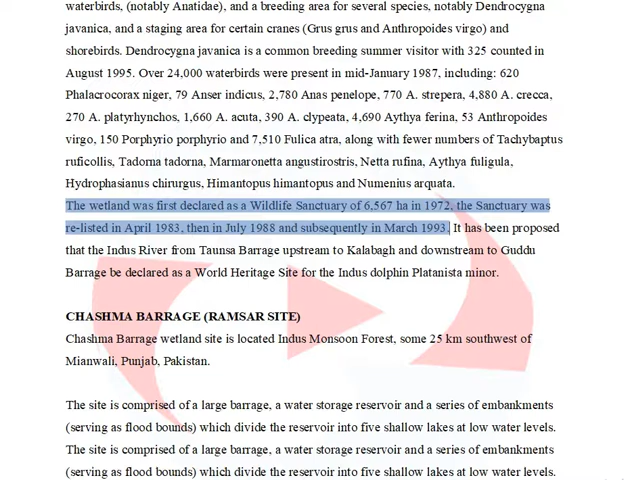 waterbirds, (notably Anatidae), and a breeding area for several species, notably Dendrocygna
javanica, and a staging area for certain cranes (Grus grus and Anthropoides virgo) and
shorebirds. Dendrocygna javanica is a common breeding summer visitor with 325 counted in
August 1995. Over 24,000 waterbirds were present in mid-January 1987, including: 620
Phalacrocorax niger, 79 Anser indicus, 2,780 Anas penelope, 770 A. strepera, 4,880 A. crecca,
270 A. platyrhynchos, 1,660 A. acuta, 390 A. clypeata, 4,690 Aythya ferina, 53 Anthropoides
virgo, 150 Porphyrio porphyrio and 7,510 Fulica atra, along with fewer numbers of Tachybaptus
ruficollis, Tadorna tadorna, Marmaronetta angustirostris, Netta rufina, Aythya fuligula,
Hydrophasianus chirurgus, Himantopus himantopus and Numenius arquata.
The wetland was first declared as a Wildlife Sanctuary of 6,567 ha in 1972, the Sanctuary was
re-listed in April 1983, then in July 1988 and subsequently in March 1993. It has been proposed
that the Indus River from Taunsa Barrage upstream to Kalabagh and downstream to Guddu
Barrage be declared as a World Heritage Site for the Indus dolphin Platanista minor.
CHASHMA BARRAGE (RAMSAR SITE)
Chashma Barrage wetland site is located Indus Monsoon Forest, some 25 km southwest of
Mianwali, Punjab, Pakistan.
The site is comprised of a large barrage, a water storage reservoir and a series of embankments
(serving as flood bounds) which divide the reservoir into five shallow lakes at low water levels.
The site is comprised of a large barrage, a water storage reservoir and a series of embankments
(serving as flood bounds) which divide the reservoir into five shallow lakes at low water levels.